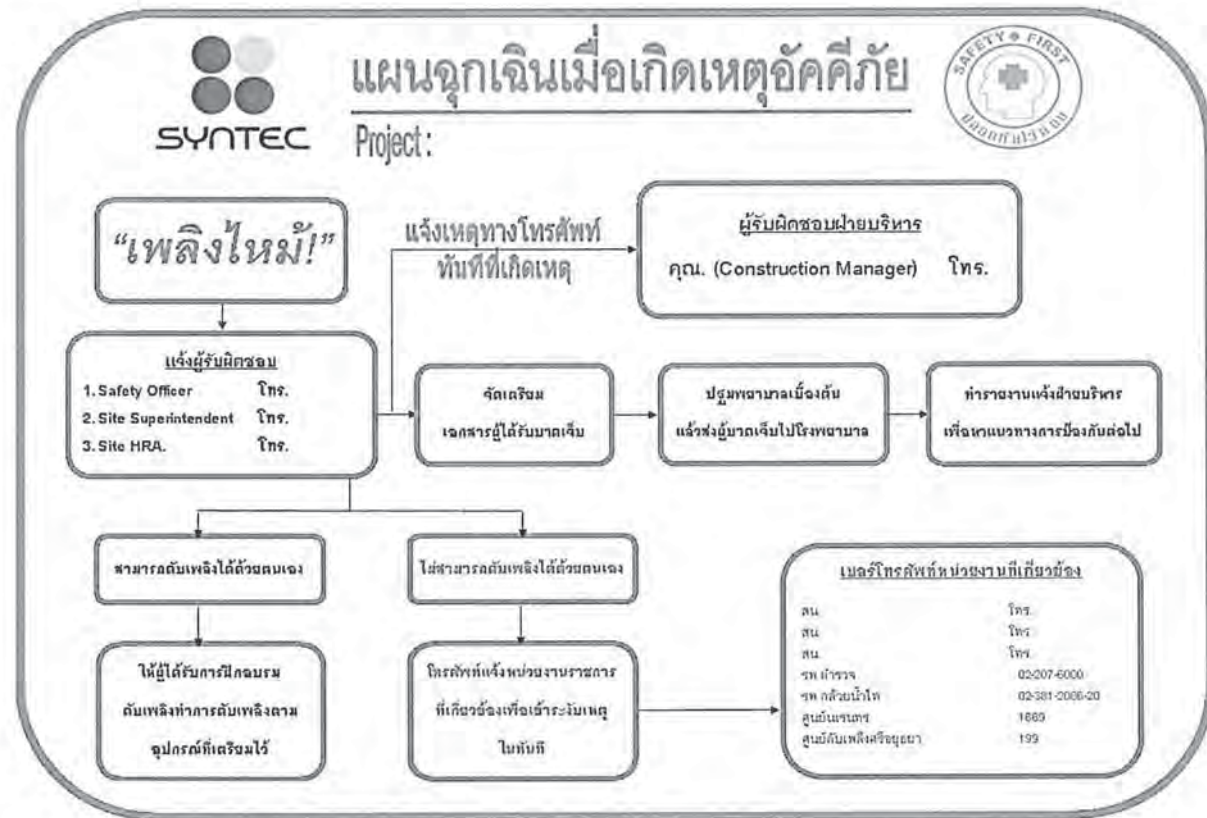 SYNTEC
แผนฉุกเฉินเมื่อเกิดเหตุอัคคีภัย
Project :
SAFETY FIRST
ปลอดภัยไว้ก่อน
“เพลิงไหม้!”
แจ้งเหตุทางโทรศัพท์
ทันทีที่เกิดเหตุ
ผู้รับผิดชอบฝ่ายบริหาร
คุณ. (Construction Manager) โทร.
แจ้งผู้รับผิดชอบ
1. Safety Officer โทร.
2. Site Superintendent โทร.
3. Site HRA. โทร.
จัดเตรียม
เอกสารผู้ได้รับบาดเจ็บ
ปฐมพยาบาลเบื้องต้น
แล้วส่งผู้บาดเจ็บไปโรงพยาบาล
ทำรายงานแจ้งฝ่ายบริหาร
เพื่อหาแนวทางการป้องกันต่อไป
สามารถดับเพลิงได้ด้วยตนเอง
ไม่สามารถดับเพลิงได้ด้วยตนเอง
ให้ผู้ได้รับการฝึกอบรม
ดับเพลิงทำการดับเพลิงตาม
อุปกรณ์ที่เตรียมไว้
โทรศัพท์แจ้งหน่วยงานราชการ
ที่เกี่ยวข้องเพื่อเข้าระงับเหตุ
ในทันที
เบอร์โทรศัพท์หน่วยงานที่เกี่ยวข้อง
สน โทร.
สน โทร
สน โทร.
รพ ตำรวจ 02-207-6000
รพ กล้วยน้ำไท 02-381-2006-20
ศูนย์นเรนทร 1669
ศูนย์ดับเพลิงศรีอยุธยา 199